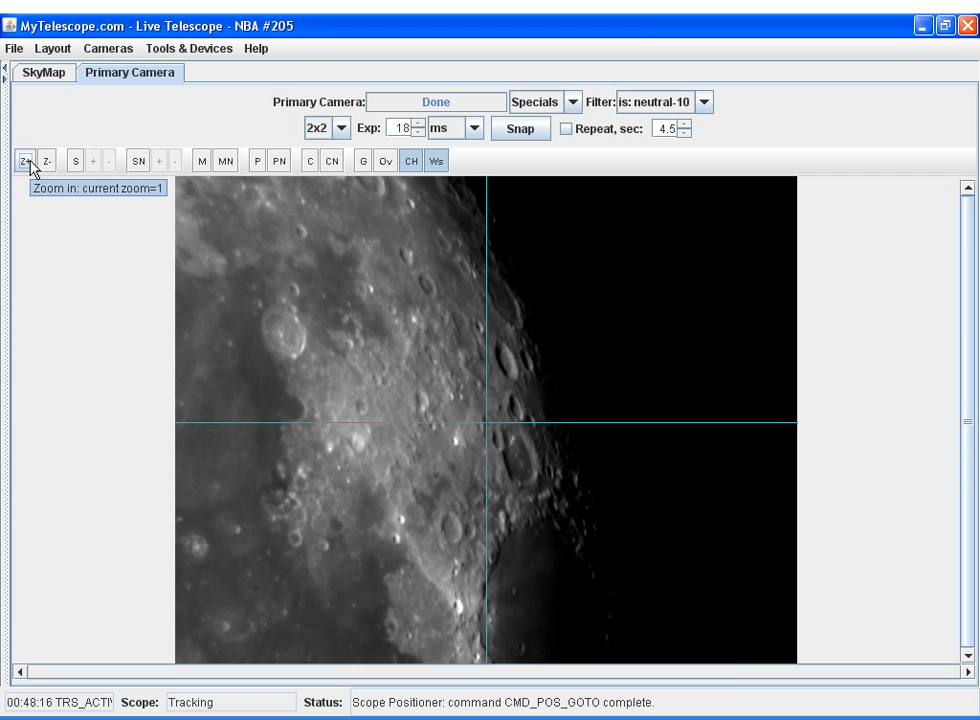 MyTelescope.com - Live Telescope - NBA #205
File Layout Cameras Tools & Devices Help
SkyMap Primary Camera
Primary Camera: Done Specials Filter: is: neutral-10
2x2 Exp: 18 ms Snap Repeat, sec: 4.5
Z+ Z- S + - SN + - M MN P PN C CN G Ov CH Ws
Zoom in: current zoom=1
00:48:16 TRS_ACTI Scope: Tracking Status: Scope Positioner: command CMD_POS_GOTO complete.